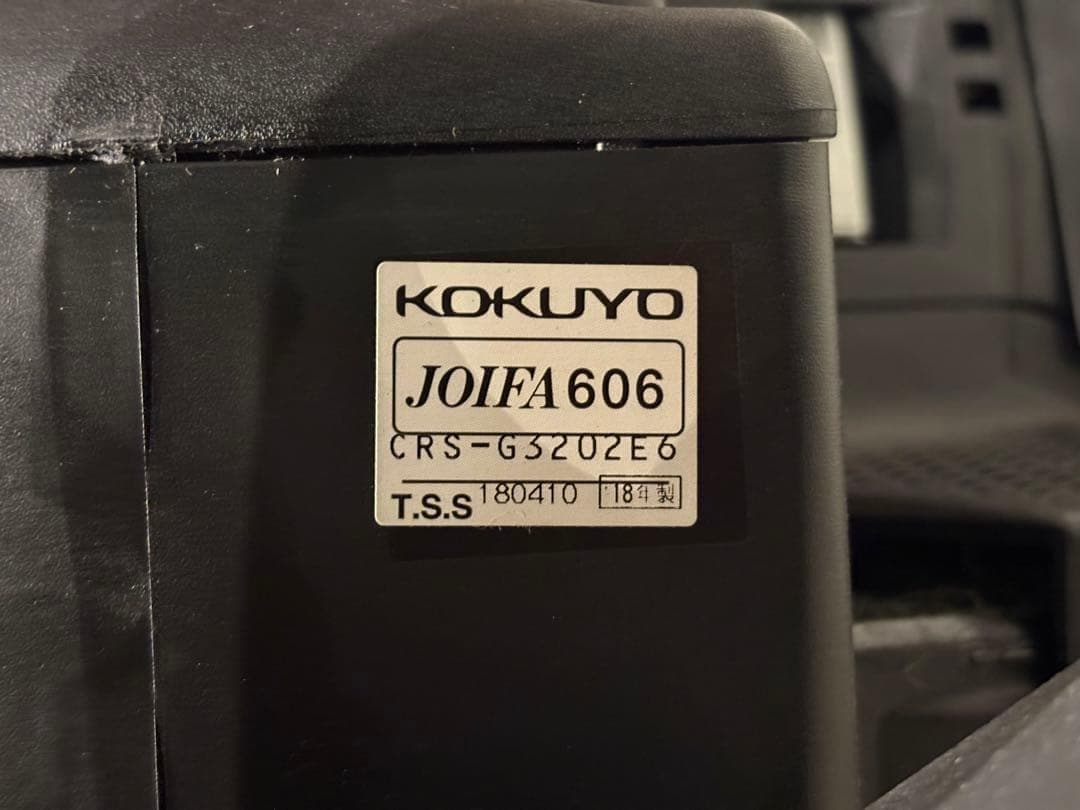 KOKUYO
JOIFA606
CRS-G3202E6
T.S.S 180410 '18年製